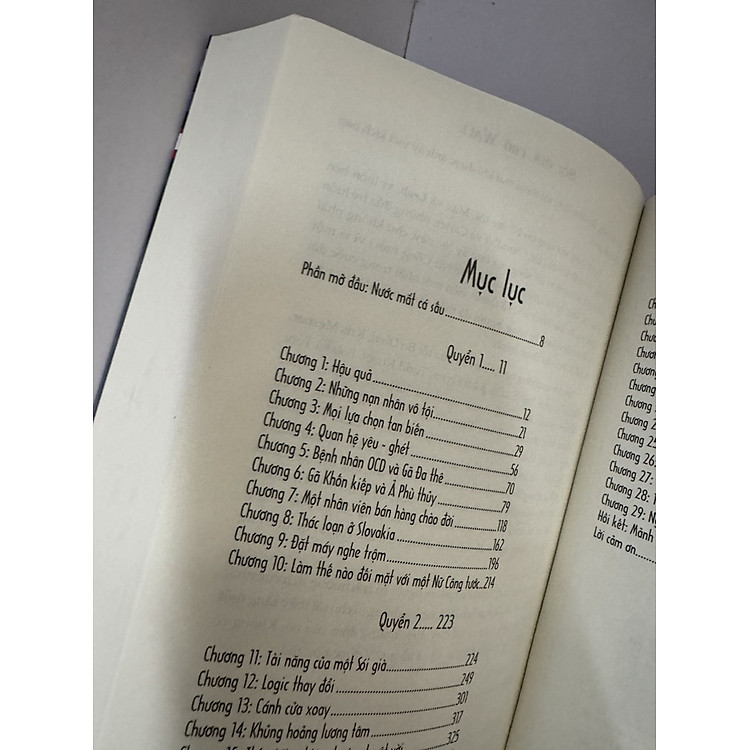 Mục lục
Phần mở đầu: Nước mắt cá sấu..........8
Quyển 1.... 11
Chương 1: Hậu quả..........12
Chương 2: Những nạn nhân vô tội..........21
Chương 3: Mọi lựa chọn tan biến..........29
Chương 4: Quan hệ yêu - ghét..........56
Chương 5: Bệnh nhân OCD và Gã Đa thê..........70
Chương 6: Gã Khốn kiếp và Ả Phù thủy..........79
Chương 7: Một nhân viên bán hàng chào đời..........118
Chương 8: Thác loạn ở Slovakia..........162
Chương 9: Đặt máy nghe trộm..........196
Chương 10: Làm thế nào đối mặt với một Nữ Công tước...214
Quyển 2..... 223
Chương 11: Tài năng của một Sói già..........224
Chương 12: Logic thay đổi..........249
Chương 13: Cánh cửa xoay..........301
Chương 14: Khủng hoảng lương tâm..........317
325
Chương 25
Chương 26:
Chương 27:
Chương 28:
Chương 29:
Hồi kết: Mảnh
Lời cảm ơn....